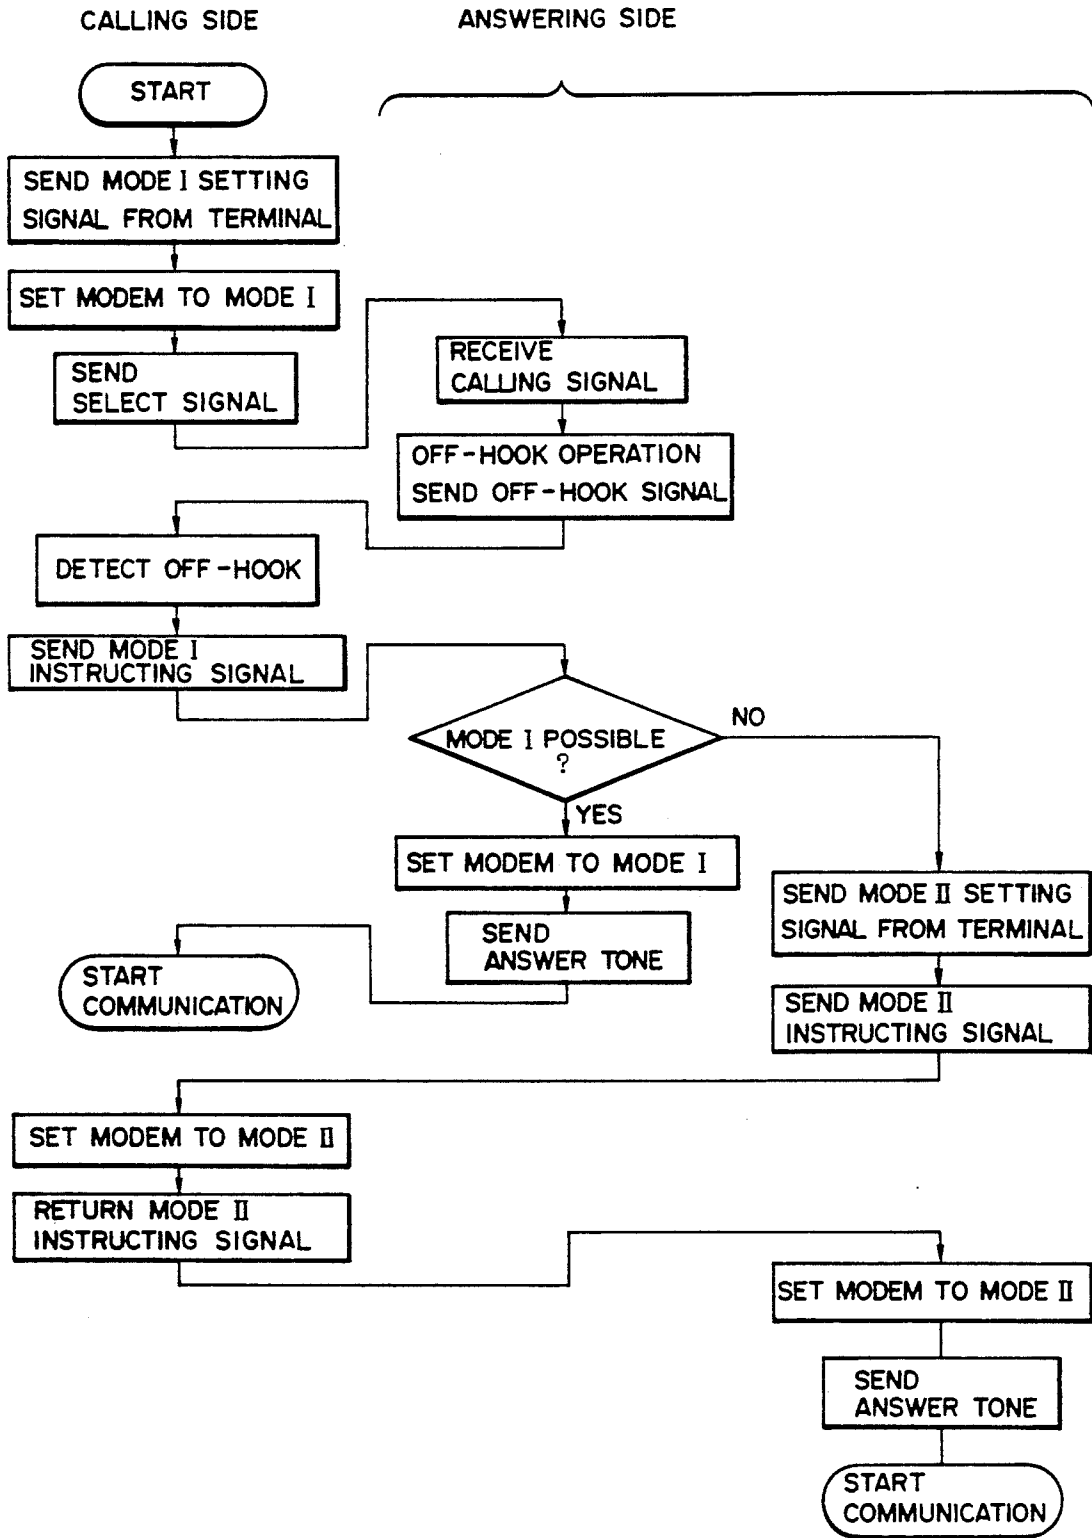 CALLING SIDE
ANSWERING SIDE
START
SEND MODE I SETTING
SIGNAL FROM TERMINAL
SET MODEM TO MODE I
SEND
SELECT SIGNAL
RECEIVE
CALLING SIGNAL
OFF-HOOK OPERATION
SEND OFF-HOOK SIGNAL
DETECT OFF-HOOK
SEND MODE I
INSTRUCTING SIGNAL
MODE I POSSIBLE
?
NO
YES
SET MODEM TO MODE I
SEND
ANSWER TONE
START
COMMUNICATION
SEND MODE II SETTING
SIGNAL FROM TERMINAL
SEND MODE II
INSTRUCTING SIGNAL
SET MODEM TO MODE II
RETURN MODE II
INSTRUCTING SIGNAL
SET MODEM TO MODE II
SEND
ANSWER TONE
START
COMMUNICATION